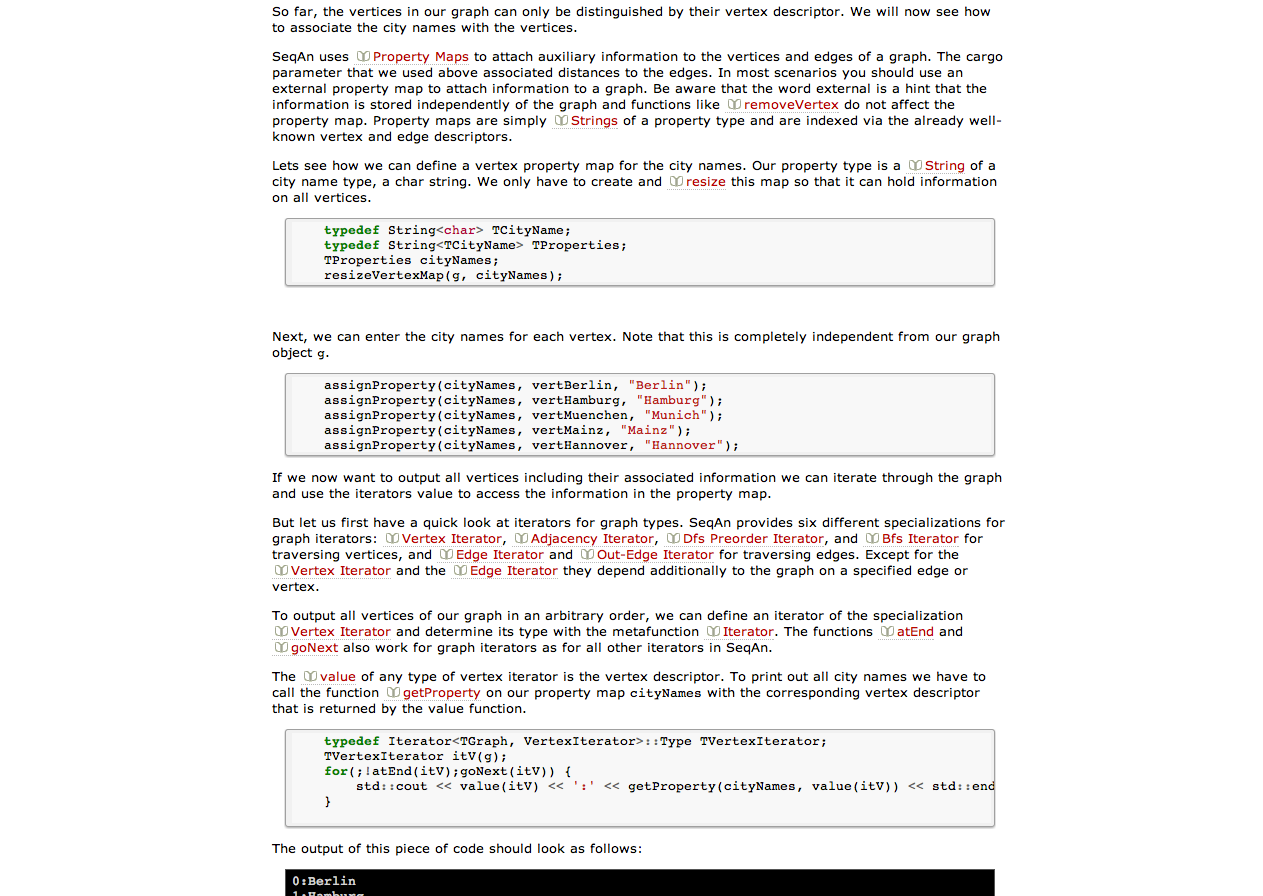 So far, the vertices in our graph can only be distinguished by their vertex descriptor. We will now see how
to associate the city names with the vertices.
SeqAn uses Property Maps to attach auxiliary information to the vertices and edges of a graph. The cargo
parameter that we used above associated distances to the edges. In most scenarios you should use an
external property map to attach information to a graph. Be aware that the word external is a hint that the
information is stored independently of the graph and functions like removeVertex do not affect the
property map. Property maps are simply Strings of a property type and are indexed via the already well-
known vertex and edge descriptors.
Lets see how we can define a vertex property map for the city names. Our property type is a String of a
city name type, a char string. We only have to create and resize this map so that it can hold information
on all vertices.
typedef String<char> TCityName;
typedef String<TCityName> TProperties;
TProperties cityNames;
resizeVertexMap(g, cityNames);
Next, we can enter the city names for each vertex. Note that this is completely independent from our graph
object g.
assignProperty(cityNames, vertBerlin, "Berlin");
assignProperty(cityNames, vertHamburg, "Hamburg");
assignProperty(cityNames, vertMuenchen, "Munich");
assignProperty(cityNames, vertMainz, "Mainz");
assignProperty(cityNames, vertHannover, "Hannover");
If we now want to output all vertices including their associated information we can iterate through the graph
and use the iterators value to access the information in the property map.
But let us first have a quick look at iterators for graph types. SeqAn provides six different specializations for
graph iterators: Vertex Iterator, Adjacency Iterator, Dfs Preorder Iterator, and Bfs Iterator for
traversing vertices, and Edge Iterator and Out-Edge Iterator for traversing edges. Except for the
Vertex Iterator and the Edge Iterator they depend additionally to the graph on a specified edge or
vertex.
To output all vertices of our graph in an arbitrary order, we can define an iterator of the specialization
Vertex Iterator and determine its type with the metafunction Iterator. The functions atEnd and
goNext also work for graph iterators as for all other iterators in SeqAn.
The value of any type of vertex iterator is the vertex descriptor. To print out all city names we have to
call the function getProperty on our property map cityNames with the corresponding vertex descriptor
that is returned by the value function.
typedef Iterator<TGraph, VertexIterator>::Type TVertexIterator;
TVertexIterator itV(g);
for(;!atEnd(itV);goNext(itV)) {
std::cout << value(itV) << ':' << getProperty(cityNames, value(itV)) << std::end
}
The output of this piece of code should look as follows:
0:Berlin
1:Hamburg